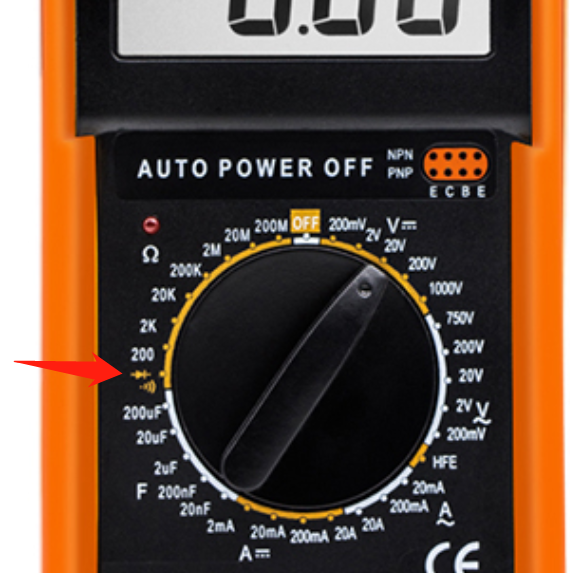 0.00
AUTO POWER OFF
NPN
PNP
E C B E
Ω
200M
20M
2M
200K
20K
2K
200
200uF
20uF
2uF
F
200nF
20nF
2mA
20mA
200mA
20A
A⎓
OFF
200mV
2V
V⎓
20V
200V
1000V
750V
200V
20V
2V
V~
200mV
HFE
20mA
200mA
20A
A~
CE